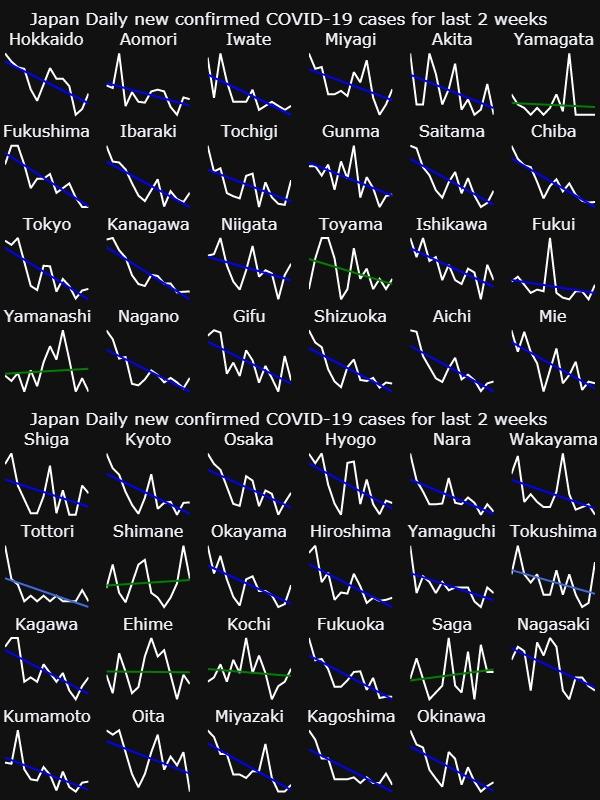 Japan Daily new confirmed COVID-19 cases for last 2 weeks
Hokkaido Aomori Iwate Miyagi Akita Yamagata
Fukushima Ibaraki Tochigi Gunma Saitama Chiba
Tokyo Kanagawa Niigata Toyama Ishikawa Fukui
Yamanashi Nagano Gifu Shizuoka Aichi Mie
Japan Daily new confirmed COVID-19 cases for last 2 weeks
Shiga Kyoto Osaka Hyogo Nara Wakayama
Tottori Shimane Okayama Hiroshima Yamaguchi Tokushima
Kagawa Ehime Kochi Fukuoka Saga Nagasaki
Kumamoto Oita Miyazaki Kagoshima Okinawa